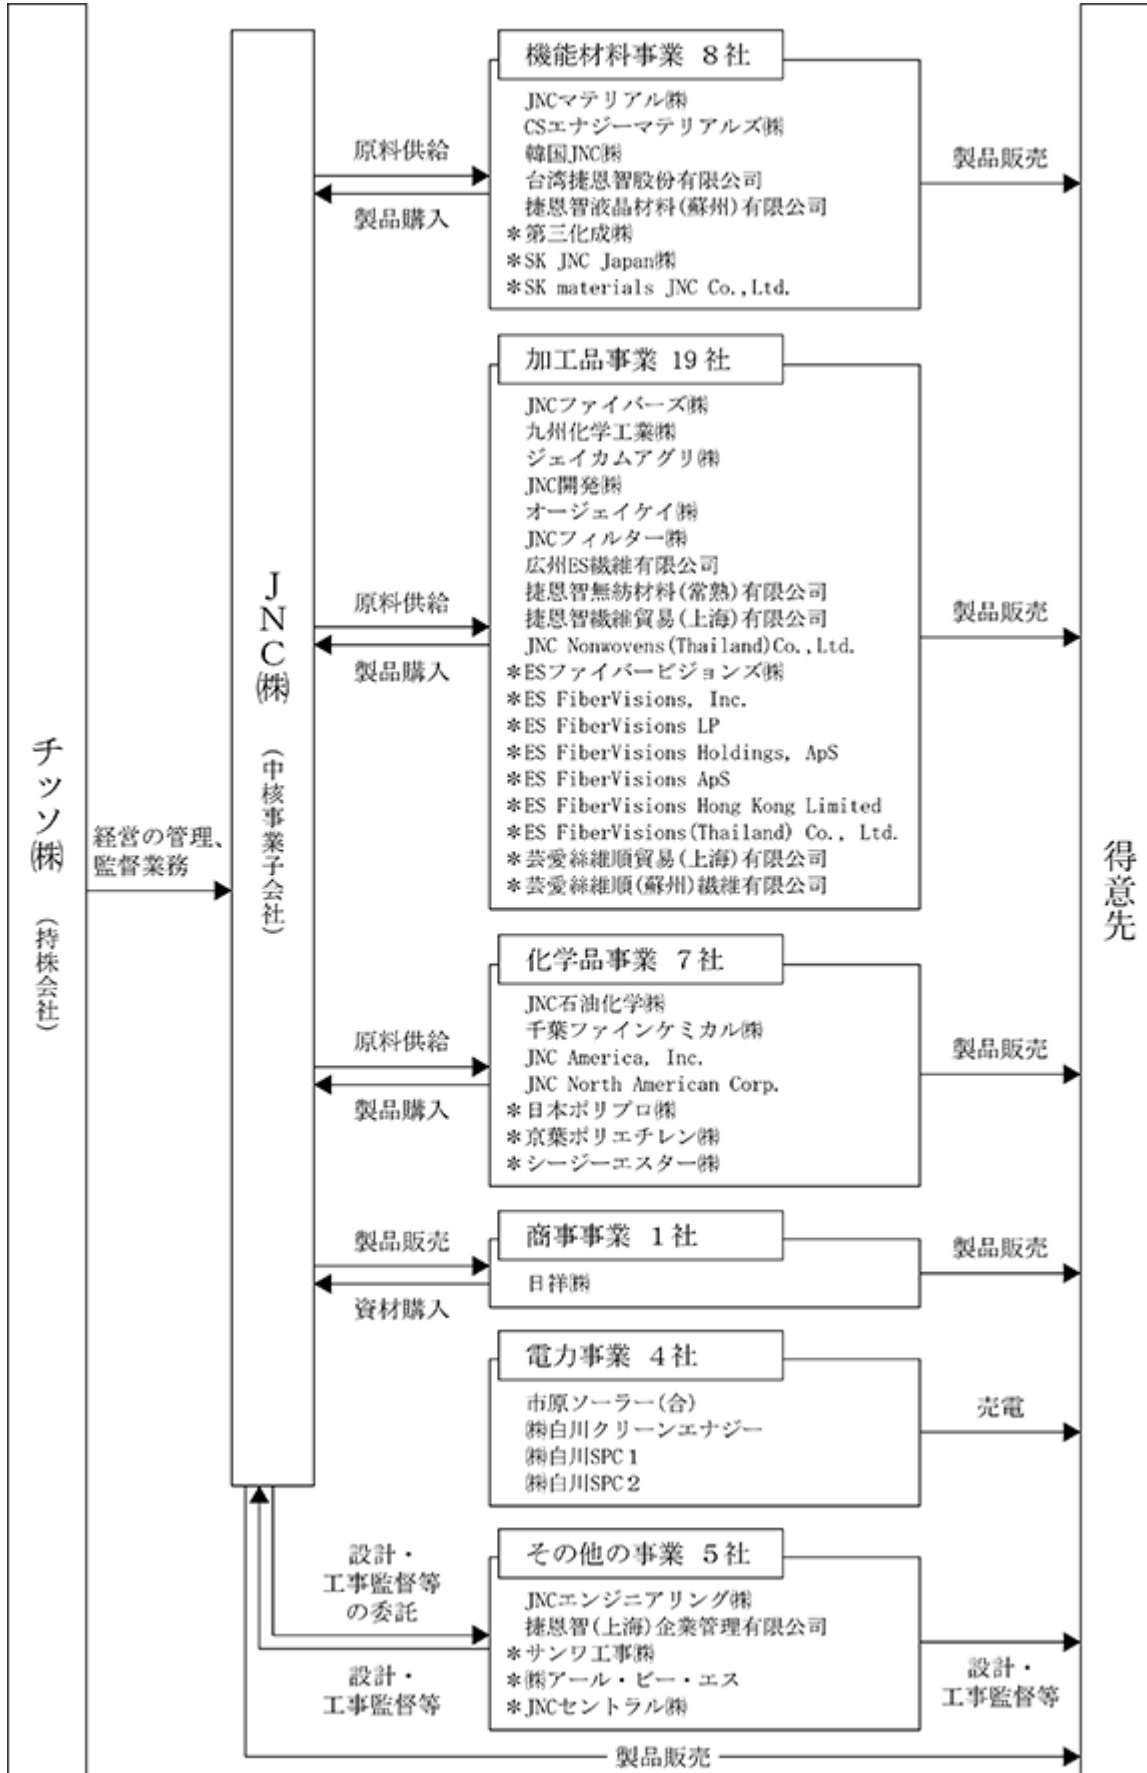 チッソ㈱
（持株会社）
経営の管理、
監督業務
JNC㈱
（中核事業子会社）
原料供給
製品購入
機能材料事業 8社
JNCマテリアル㈱
CSエナジーマテリアルズ㈱
韓国JNC㈱
台湾捷恩智股份有限公司
捷恩智液晶材料(蘇州)有限公司
＊第三化成㈱
＊SK JNC Japan㈱
＊SK materials JNC Co.,Ltd.
製品販売
原料供給
製品購入
加工品事業 19社
JNCファイバーズ㈱
九州化学工業㈱
ジェイカムアグリ㈱
JNC開発㈱
オージェイケイ㈱
JNCフィルター㈱
広州ES繊維有限公司
捷恩智無紡材料(常熟)有限公司
捷恩智繊維貿易(上海)有限公司
JNC Nonwovens(Thailand)Co.,Ltd.
＊ESファイバービジョンズ㈱
＊ES FiberVisions, Inc.
＊ES FiberVisions LP
＊ES FiberVisions Holdings, ApS
＊ES FiberVisions ApS
＊ES FiberVisions Hong Kong Limited
＊ES FiberVisions(Thailand) Co., Ltd.
＊芸愛絲維順貿易(上海)有限公司
＊芸愛絲維順(蘇州)繊維有限公司
製品販売
原料供給
製品購入
化学品事業 7社
JNC石油化学㈱
千葉ファインケミカル㈱
JNC America, Inc.
JNC North American Corp.
＊日本ポリプロ㈱
＊京葉ポリエチレン㈱
＊シージーエスター㈱
製品販売
製品販売
資材購入
商事事業 1社
日祥㈱
製品販売
電力事業 4社
市原ソーラー(合)
㈱白川クリーンエナジー
㈱白川SPC1
㈱白川SPC2
売電
設計・
工事監督等
の委託
設計・
工事監督等
その他の事業 5社
JNCエンジニアリング㈱
捷恩智(上海)企業管理有限公司
＊サンワ工事㈱
＊㈱アール・ビー・エス
＊JNCセントラル㈱
設計・
工事監督等
製品販売
得意先